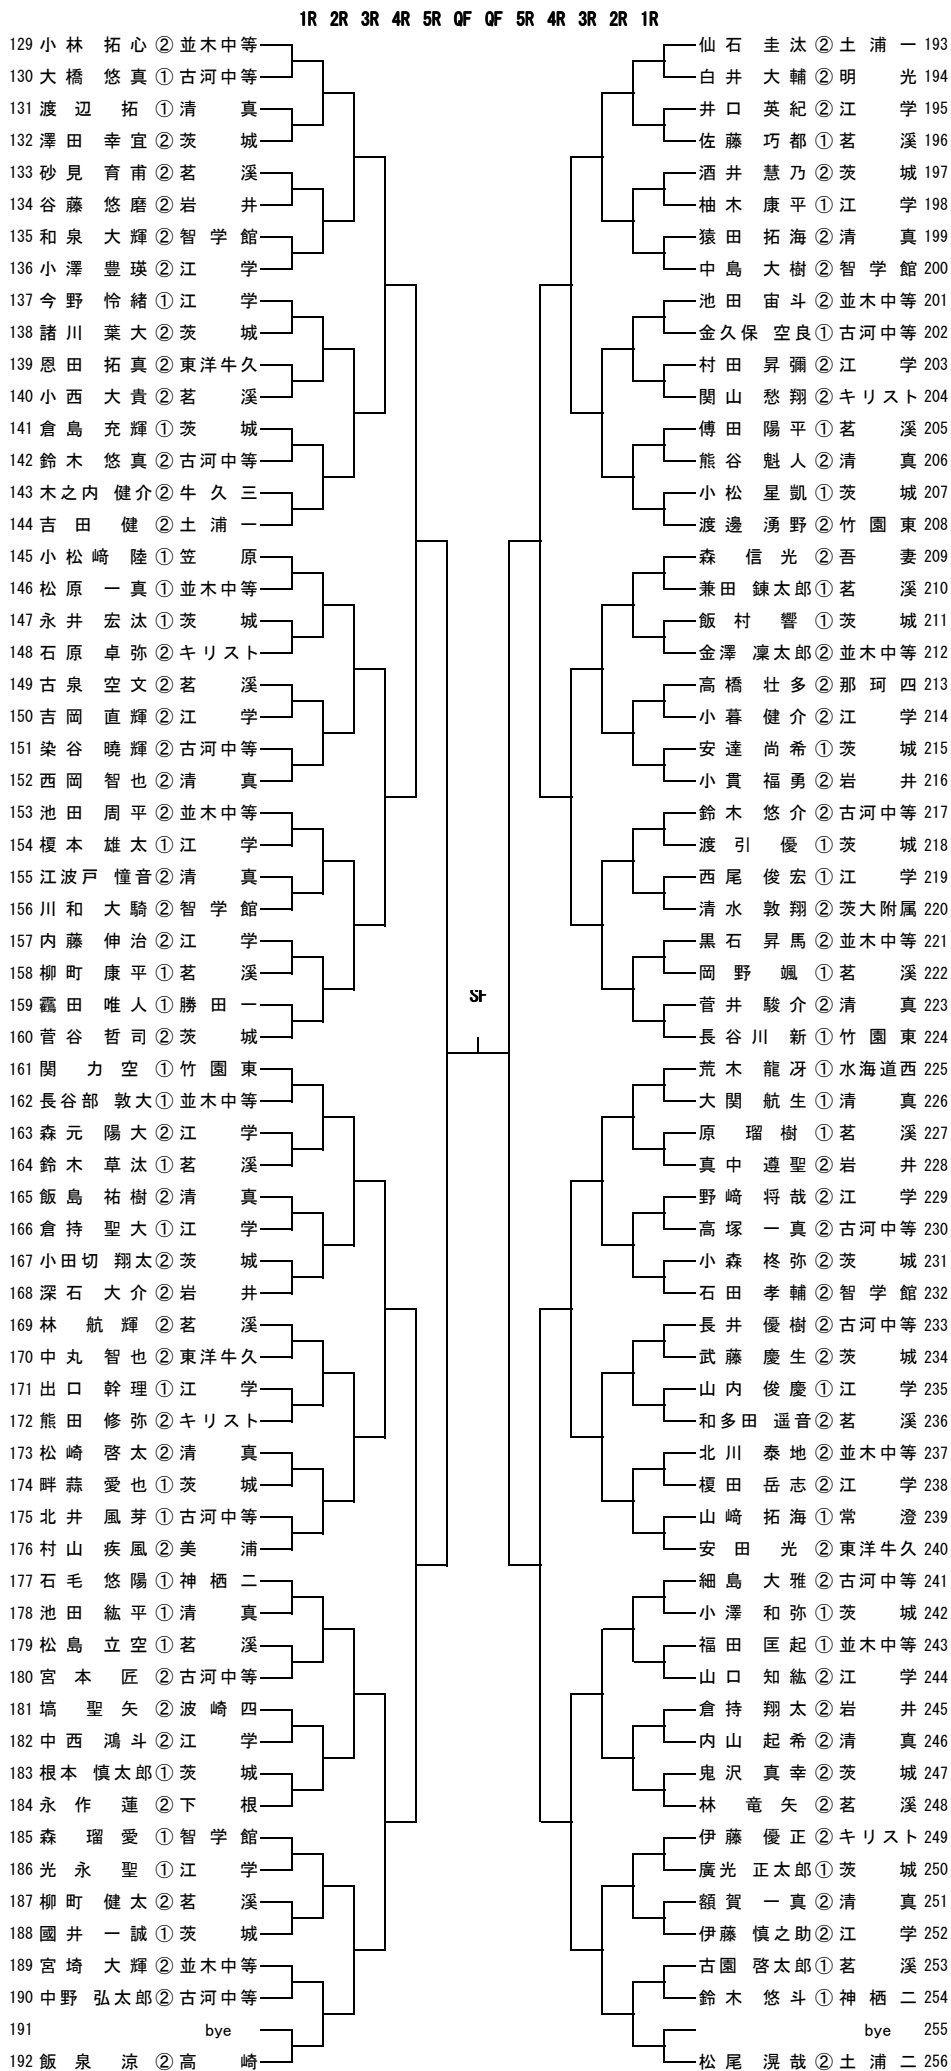 1R 2R 3R 4R 5R QF QF 5R 4R 3R 2R 1R
129 小林 拓心 ② 並木中等
130 大橋 悠真 ① 古河中等
131 渡辺 拓 ① 清真
132 澤田 幸宜 ② 茨城
133 砂見 育甫 ② 茗溪
134 谷藤 悠磨 ② 岩井
135 和泉 大輝 ② 智学館
136 小澤 豊瑛 ② 江学
137 今野 怜緒 ① 江学
138 諸川 葉大 ② 茨城
139 恩田 拓真 ② 東洋牛久
140 小西 大貴 ② 茗溪
141 倉島 充輝 ① 茨城
142 鈴木 悠真 ② 古河中等
143 木之内 健介 ② 牛久三
144 吉田 健 ② 土浦一
145 小松﨑 陸 ① 笠原
146 松原 一真 ① 並木中等
147 永井 宏汰 ① 茨城
148 石原 卓弥 ② キリスト
149 古泉 空文 ② 茗溪
150 吉岡 直輝 ② 江学
151 染谷 曉輝 ② 古河中等
152 西岡 智也 ② 清真
153 池田 周平 ② 並木中等
154 榎本 雄太 ① 江学
155 江波戸 憧音 ② 清真
156 川和 大騎 ② 智学館
157 内藤 伸治 ② 江学
158 柳町 康平 ① 茗溪
159 靏田 唯人 ① 勝田一
160 菅谷 哲司 ② 茨城
161 関 力空 ① 竹園東
162 長谷部 敦大 ① 並木中等
163 森元 陽大 ② 江学
164 鈴木 草汰 ① 茗溪
165 飯島 祐樹 ② 清真
166 倉持 聖大 ① 江学
167 小田切 翔太 ② 茨城
168 深石 大介 ② 岩井
169 林 航輝 ② 茗溪
170 中丸 智也 ② 東洋牛久
171 出口 幹理 ① 江学
172 熊田 修弥 ② キリスト
173 松崎 啓太 ② 清真
174 畔蒜 愛也 ① 茨城
175 北井 風芽 ① 古河中等
176 村山 疾風 ② 美浦
177 石毛 悠陽 ① 神栖二
178 池田 紘平 ① 清真
179 松島 立空 ① 茗溪
180 宮本 匠 ② 古河中等
181 塙 聖矢 ② 波崎四
182 中西 鴻斗 ② 江学
183 根本 慎太郎 ① 茨城
184 永作 蓮 ② 下根
185 森 瑠愛 ① 智学館
186 光永 聖 ① 江学
187 柳町 健太 ② 茗溪
188 國井 一誠 ① 茨城
189 宮埼 大輝 ② 並木中等
190 中野 弘太郎 ② 古河中等
191 bye
192 飯泉 涼 ② 高崎
SF
仙石 圭汰 ② 土浦一 193
白井 大輔 ② 明光 194
井口 英紀 ② 江学 195
佐藤 巧都 ① 茗溪 196
酒井 慧乃 ② 茨城 197
柚木 康平 ① 江学 198
猿田 拓海 ② 清真 199
中島 大樹 ② 智学館 200
池田 宙斗 ② 並木中等 201
金久保 空良 ① 古河中等 202
村田 昇彌 ② 江学 203
関山 愁翔 ② キリスト 204
傅田 陽平 ① 茗溪 205
熊谷 魁人 ② 清真 206
小松 星凱 ① 茨城 207
渡邊 湧野 ② 竹園東 208
森 信光 ② 吾妻 209
兼田 錬太郎 ① 茗溪 210
飯村 響 ① 茨城 211
金澤 凜太郎 ② 並木中等 212
高橋 壮多 ② 那珂四 213
小暮 健介 ② 江学 214
安達 尚希 ① 茨城 215
小貫 福勇 ② 岩井 216
鈴木 悠介 ② 古河中等 217
渡引 優 ① 茨城 218
西尾 俊宏 ① 江学 219
清水 敦翔 ② 茨大附属 220
黒石 昇馬 ② 並木中等 221
岡野 颯 ① 茗溪 222
菅井 駿介 ② 清真 223
長谷川 新 ① 竹園東 224
荒木 龍冴 ① 水海道西 225
大関 航生 ① 清真 226
原 瑠樹 ① 茗溪 227
真中 遵聖 ② 岩井 228
野﨑 将哉 ② 江学 229
高塚 一真 ② 古河中等 230
小森 柊弥 ② 茨城 231
石田 孝輔 ② 智学館 232
長井 優樹 ② 古河中等 233
武藤 慶生 ② 茨城 234
山内 俊慶 ① 江学 235
和多田 遥音 ② 茗溪 236
北川 泰地 ② 並木中等 237
榎田 岳志 ② 江学 238
山﨑 拓海 ① 常澄 239
安田 光 ② 東洋牛久 240
細島 大雅 ② 古河中等 241
小澤 和弥 ① 茨城 242
福田 匡起 ① 並木中等 243
山口 知紘 ② 江学 244
倉持 翔太 ② 岩井 245
内山 起希 ② 清真 246
鬼沢 真幸 ② 茨城 247
林 竜矢 ② 茗溪 248
伊藤 優正 ② キリスト 249
廣光 正太郎 ① 茨城 250
額賀 一真 ② 清真 251
伊藤 慎之助 ② 江学 252
古園 啓太郎 ① 茗溪 253
鈴木 悠斗 ① 神栖二 254
bye 255
松尾 滉哉 ② 土浦二 256